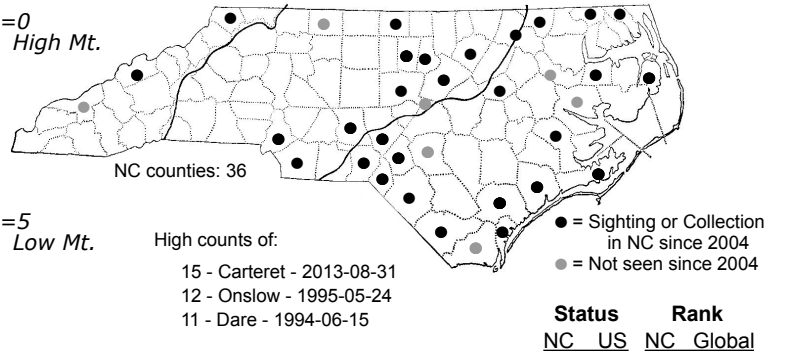 =0
High Mt.
NC counties: 36
=5
Low Mt.
High counts of:
15 - Carteret - 2013-08-31
12 - Onslow - 1995-05-24
11 - Dare - 1994-06-15
= Sighting or Collection
in NC since 2004
= Not seen since 2004
Status Rank
NC US NC Global